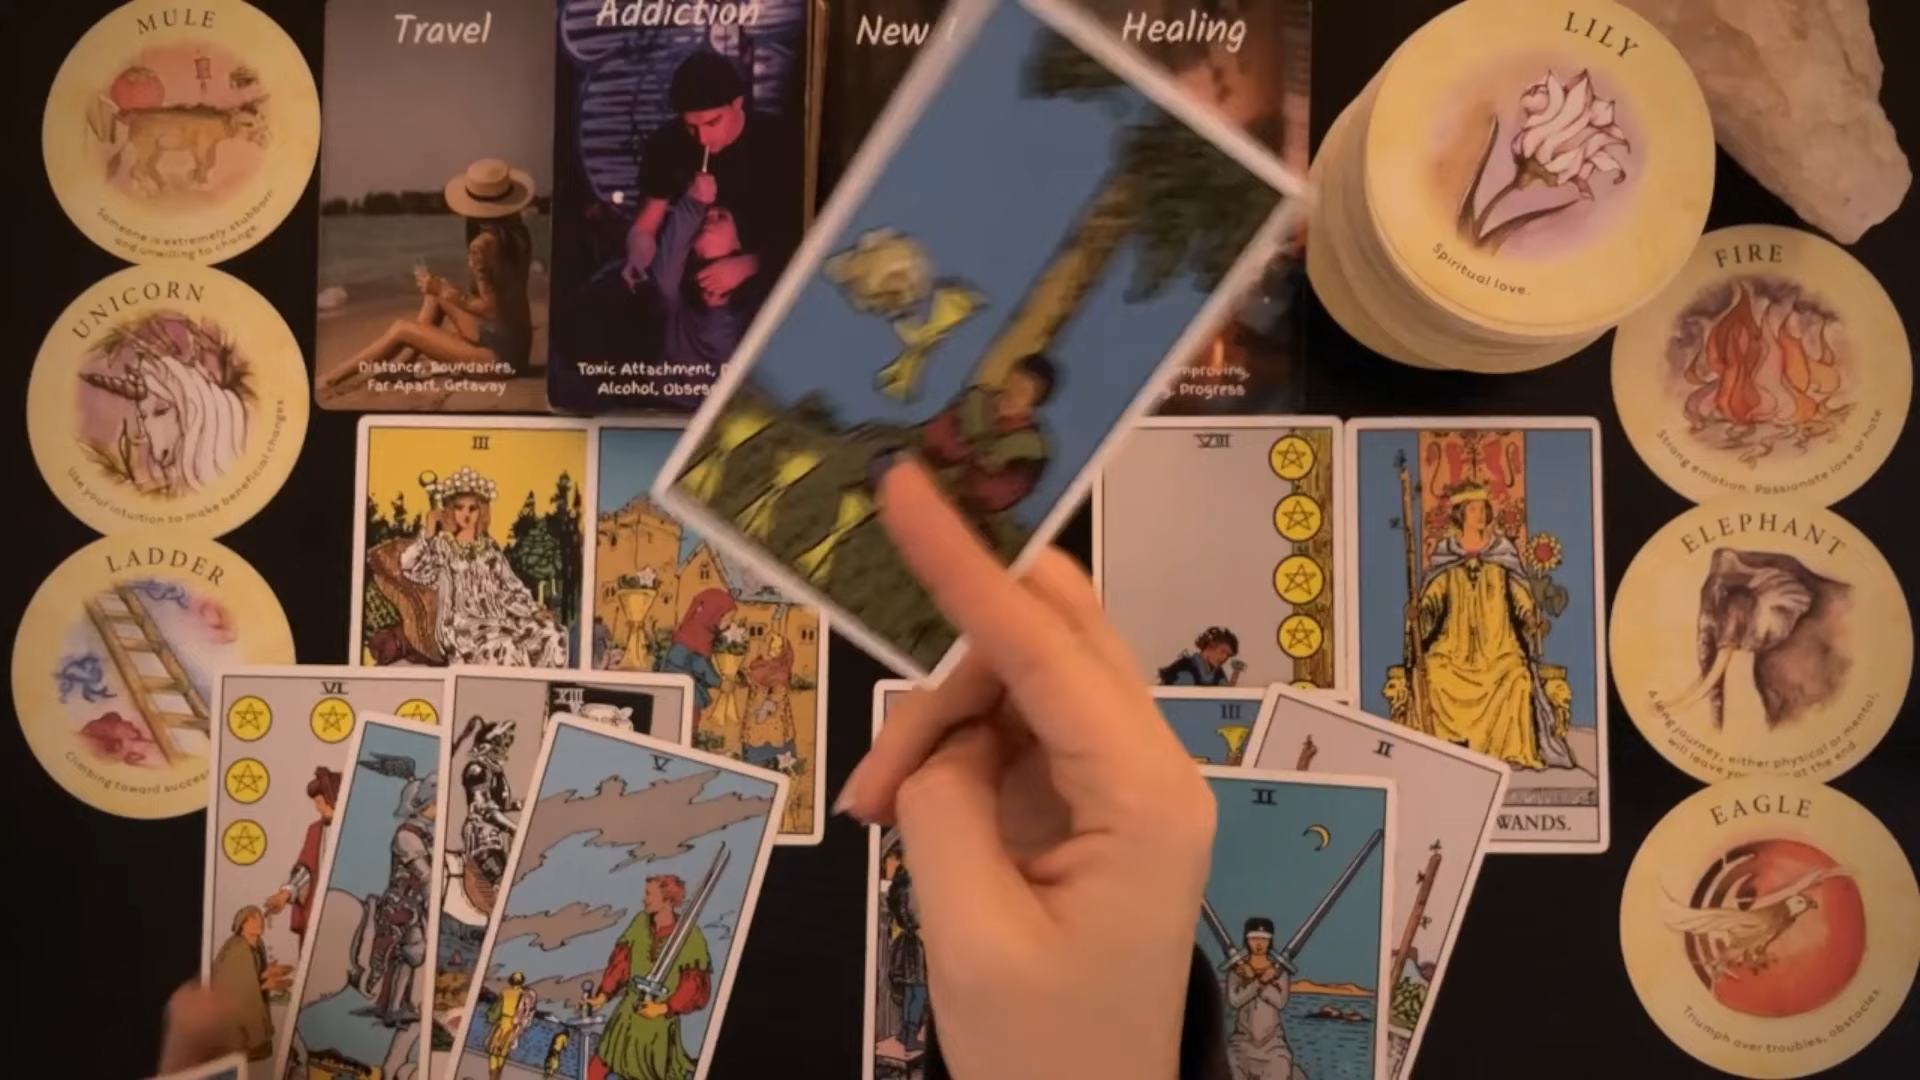 MULE
Someone is extremely stubborn
and unwilling to change.
UNICORN
Use your intuition to make beneficial changes.
LADDER
Climbing toward success
Travel
Distance, Boundaries,
Far Apart, Getaway
Addiction
Toxic Attachment,
Alcohol,
New
Healing
Improving,
Progress
LILY
Spiritual love.
FIRE
Strong emotion. Passionate love or hate
ELEPHANT
A long journey, either physical or mental,
will leave you at the end
EAGLE
Triumph over troubles, obstacles.
III
VIII
WANDS.
VI
XIII
V
III
II
II